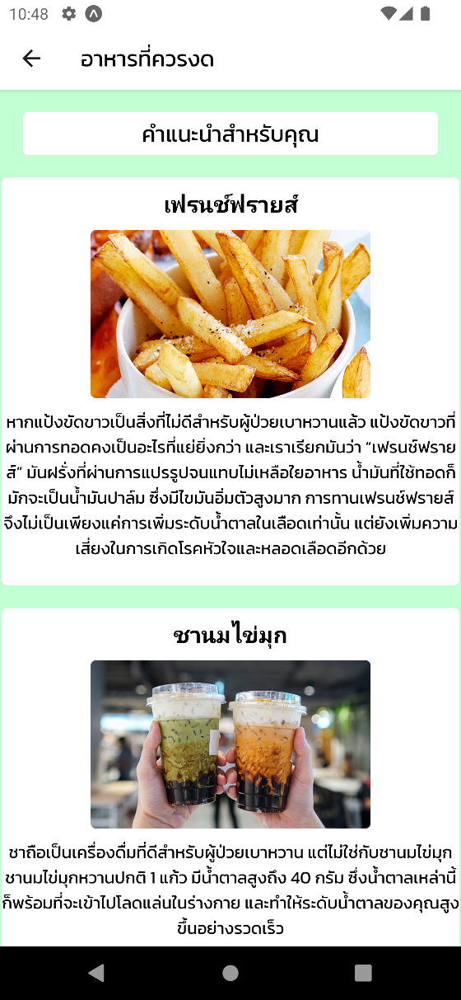 10:48
อาหารที่ควรงด
คำแนะนำสำหรับคุณ
เฟรนช์ฟรายส์
หากแป้งขัดขาวเป็นสิ่งที่ไม่ดีสำหรับผู้ป่วยเบาหวานแล้ว แป้งขัดขาวที่
ผ่านการทอดคงเป็นอะไรที่แย่ยิ่งกว่า และเราเรียกมันว่า “เฟรนช์ฟราย
ส์” มันฝรั่งที่ผ่านการแปรรูปจนแทบไม่เหลือใยอาหาร น้ำมันที่ใช้ทอดก็
มักจะเป็นน้ำมันปาล์ม ซึ่งมีไขมันอิ่มตัวสูงมาก การทานเฟรนช์ฟรายส์
จึงไม่เป็นเพียงแค่การเพิ่มระดับน้ำตาลในเลือดเท่านั้น แต่ยังเพิ่มความ
เสี่ยงในการเกิดโรคหัวใจและหลอดเลือดอีกด้วย
ชานมไข่มุก
ชาถือเป็นเครื่องดื่มที่ดีสำหรับผู้ป่วยเบาหวาน แต่ไม่ใช่กับชานมไข่มุก
ชานมไข่มุกหวานปกติ 1 แก้ว มีน้ำตาลสูงถึง 40 กรัม ซึ่งน้ำตาลเหล่านี้
ก็พร้อมที่จะเข้าไปโลดแล่นในร่างกาย และทำให้ระดับน้ำตาลของคุณสูง
ขึ้นอย่างรวดเร็ว